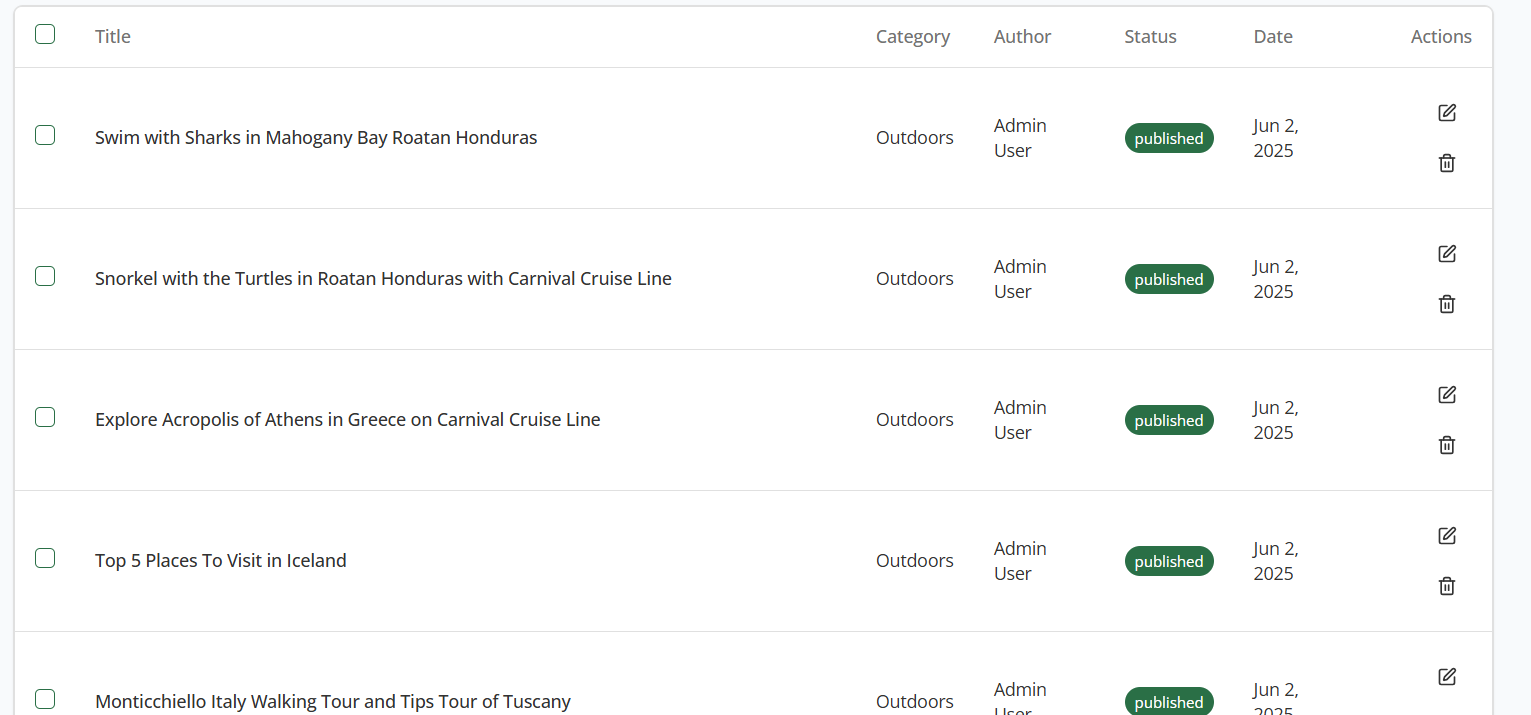 Title Category Author Status Date Actions
Swim with Sharks in Mahogany Bay Roatan Honduras Outdoors Admin User published Jun 2, 2025
Snorkel with the Turtles in Roatan Honduras with Carnival Cruise Line Outdoors Admin User published Jun 2, 2025
Explore Acropolis of Athens in Greece on Carnival Cruise Line Outdoors Admin User published Jun 2, 2025
Top 5 Places To Visit in Iceland Outdoors Admin User published Jun 2, 2025
Monticchiello Italy Walking Tour and Tips Tour of Tuscany Outdoors Admin User published Jun 2, 2025